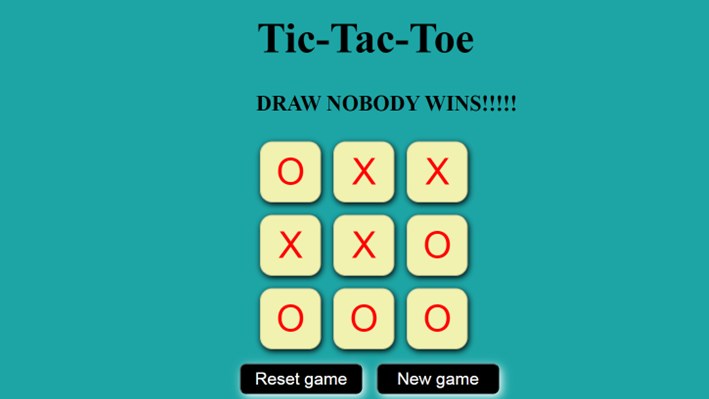 Tic-Tac-Toe
DRAW NOBODY WINS!!!!!
O X X
X X O
O O O
Reset game New game